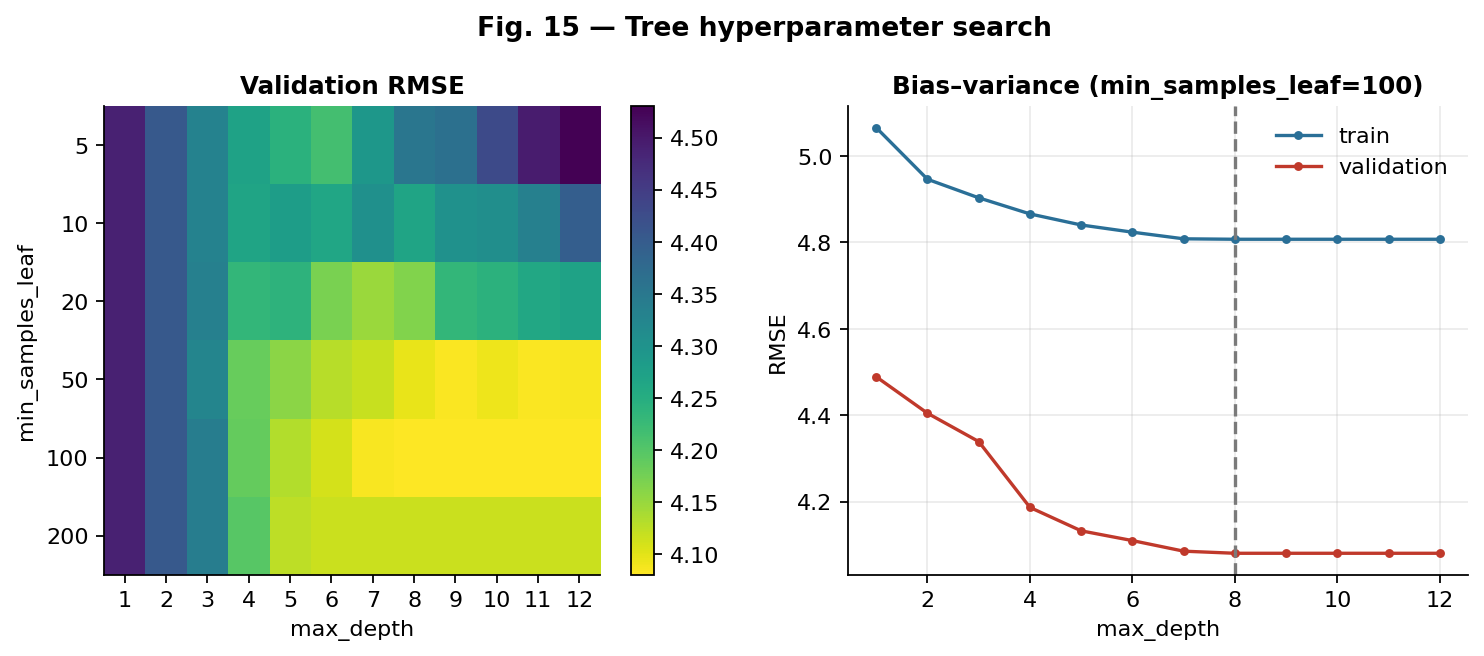 Fig. 15 — Tree hyperparameter search
Validation RMSE
min_samples_leaf
5
10
20
50
100
200
1 2 3 4 5 6 7 8 9 10 11 12
max_depth
4.50
4.45
4.40
4.35
4.30
4.25
4.20
4.15
4.10
Bias–variance (min_samples_leaf=100)
train
validation
RMSE
5.0
4.8
4.6
4.4
4.2
2 4 6 8 10 12
max_depth